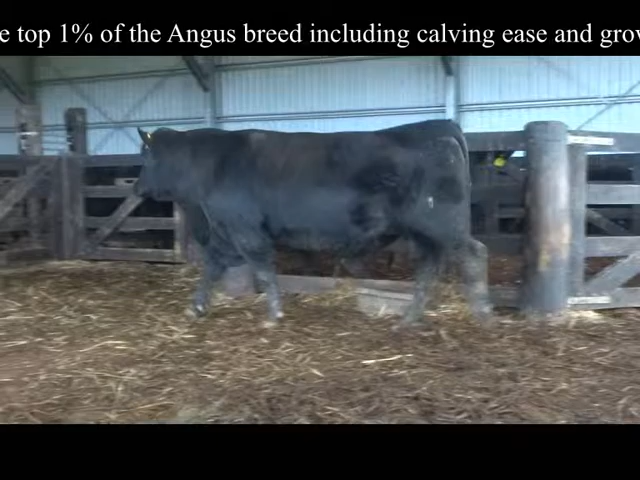 e top 1% of the Angus breed including calving ease and grow